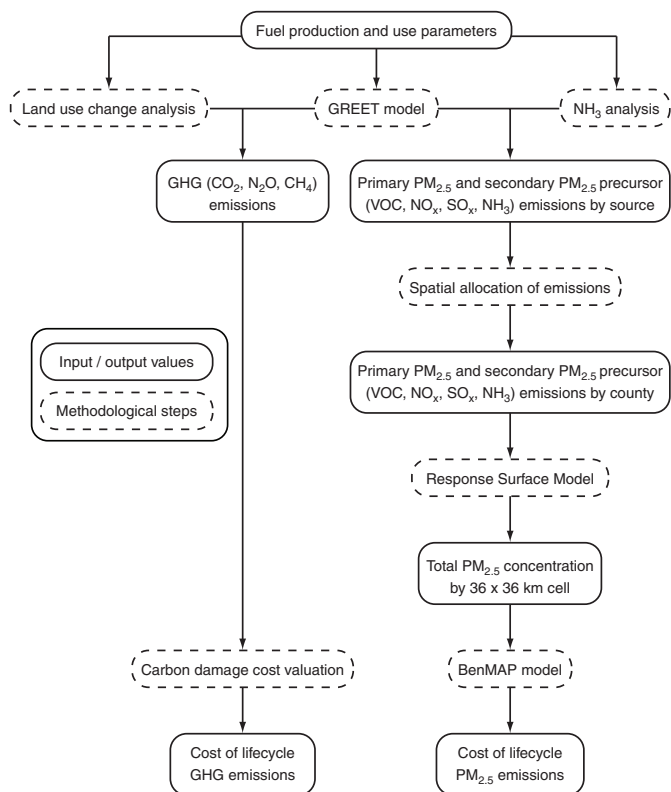 Fuel production and use parameters
Land use change analysis
GREET model
NH₃ analysis
GHG (CO₂, N₂O, CH₄)
emissions
Primary PM₂.₅ and secondary PM₂.₅ precursor
(VOC, NOₓ, SOₓ, NH₃) emissions by source
Spatial allocation of emissions
Input / output values
Methodological steps
Primary PM₂.₅ and secondary PM₂.₅ precursor
(VOC, NOₓ, SOₓ, NH₃) emissions by county
Response Surface Model
Total PM₂.₅ concentration
by 36 x 36 km cell
Carbon damage cost valuation
BenMAP model
Cost of lifecycle
GHG emissions
Cost of lifecycle
PM₂.₅ emissions